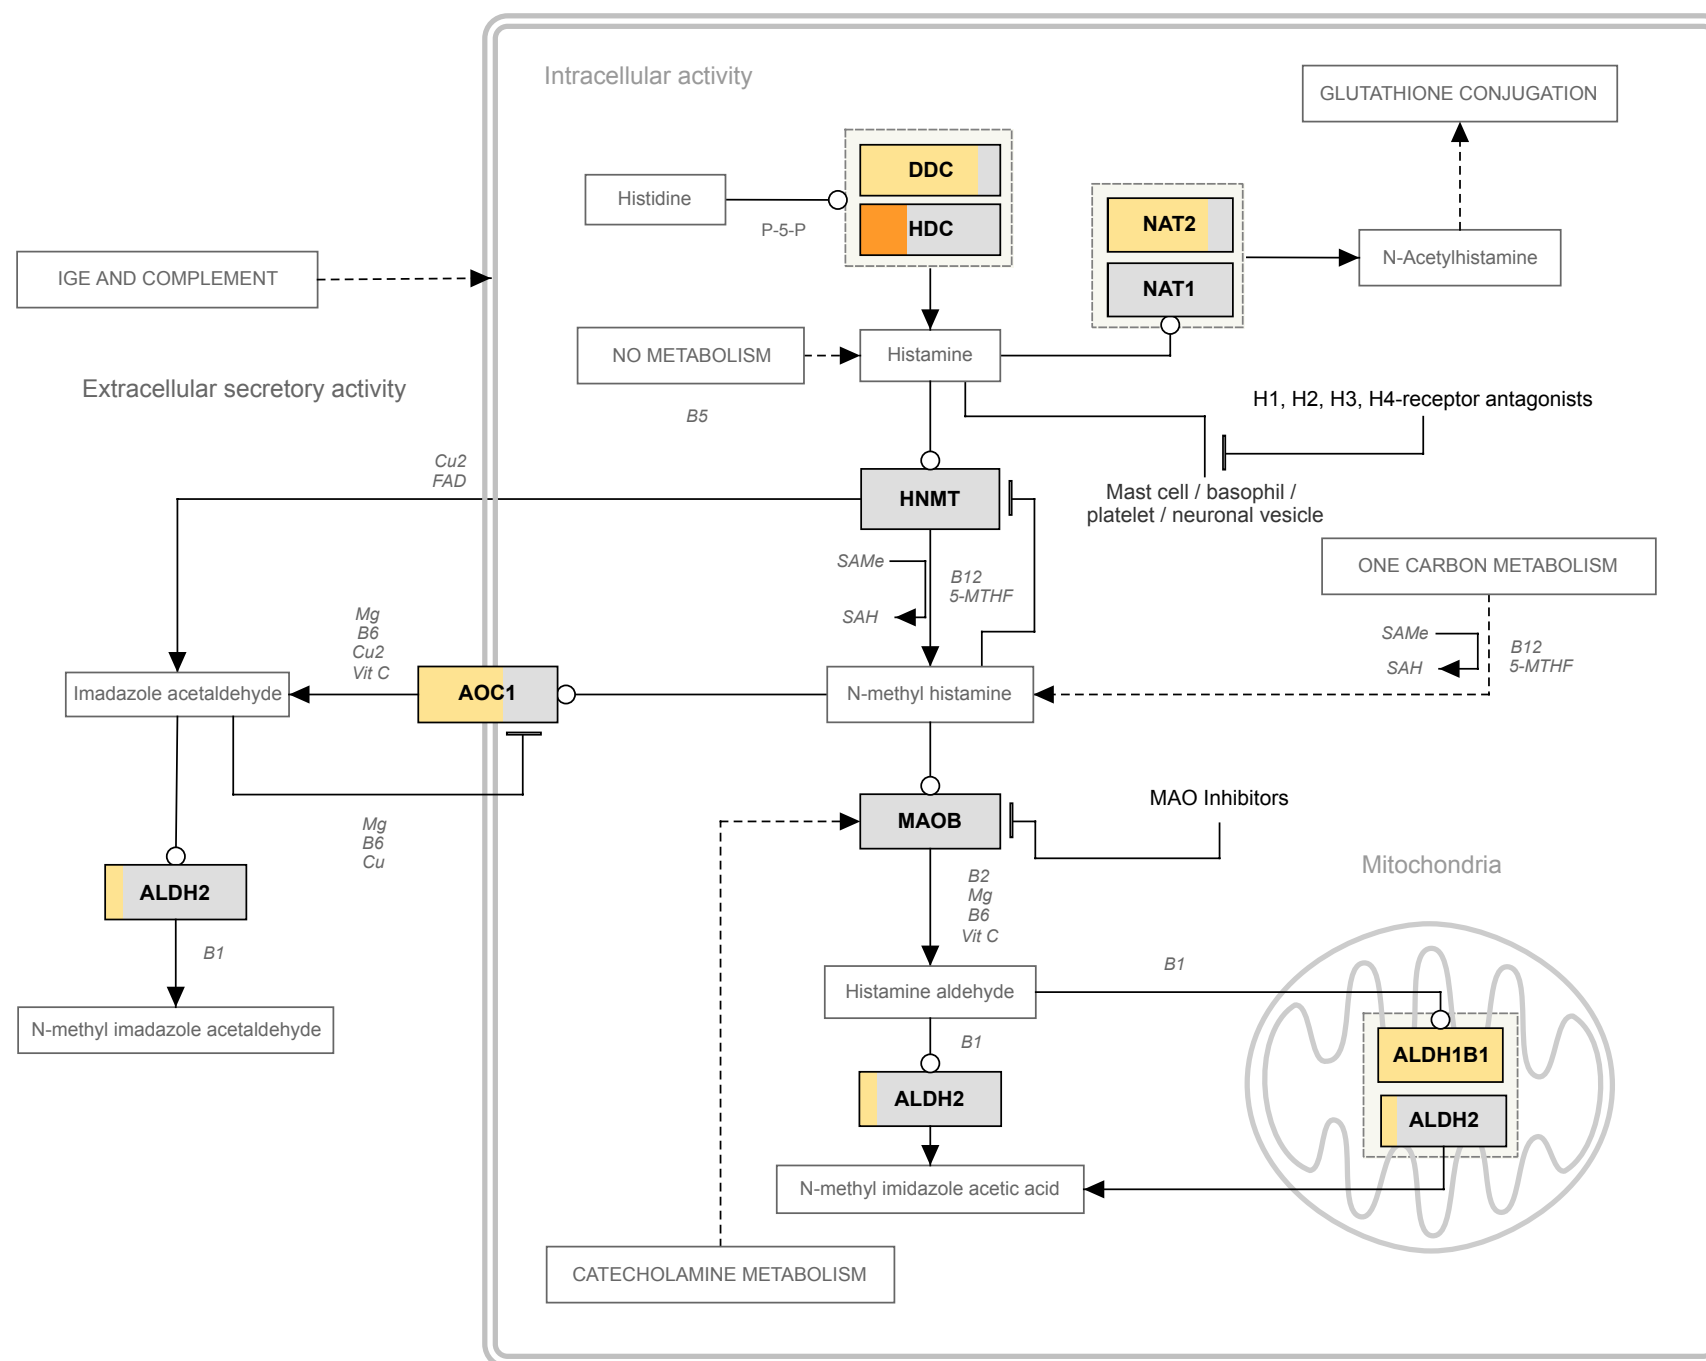 Intracellular activity
GLUTATHIONE CONJUGATION
DDC
Histidine
HDC
P-5-P
NAT2
NAT1
N-Acetylhistamine
IGE AND COMPLEMENT
NO METABOLISM
Histamine
Extracellular secretory activity
B5
H1, H2, H3, H4-receptor antagonists
Cu2
FAD
HNMT
Mast cell / basophil /
platelet / neuronal vesicle
SAMe
SAH
B12
5-MTHF
ONE CARBON METABOLISM
SAMe
SAH
B12
5-MTHF
Mg
B6
Cu2
Vit C
Imadazole acetaldehyde
AOC1
N-methyl histamine
Mg
B6
Cu
MAO Inhibitors
MAOB
ALDH2
B2
Mg
B6
Vit C
Mitochondria
B1
N-methyl imadazole acetaldehyde
Histamine aldehyde
B1
B1
ALDH1B1
ALDH2
ALDH2
N-methyl imidazole acetic acid
CATECHOLAMINE METABOLISM